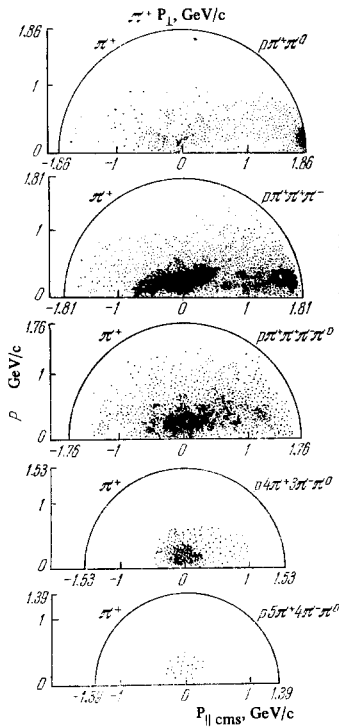 π⁺ P⊥, GeV/c
1.86
π⁺ pπ⁺π⁰
1
0
-1.86 -1 0 1 1.86
1.81
π⁺ pπ⁺π⁺π⁻
1
0
-1.81 -1 0 1 1.81
1.76
π⁺ pπ⁺π⁺π⁻π⁰
1
0
-1.76 -1 0 1 1.76
p GeV/c
1.53
π⁺ p4π⁺3π⁻π⁰
1
0
-1.53 -1 0 1 1.53
1.39
π⁺ p5π⁺4π⁻π⁰
1
0
-1.39 -1 0 1 1.39
P∥ cms, GeV/c